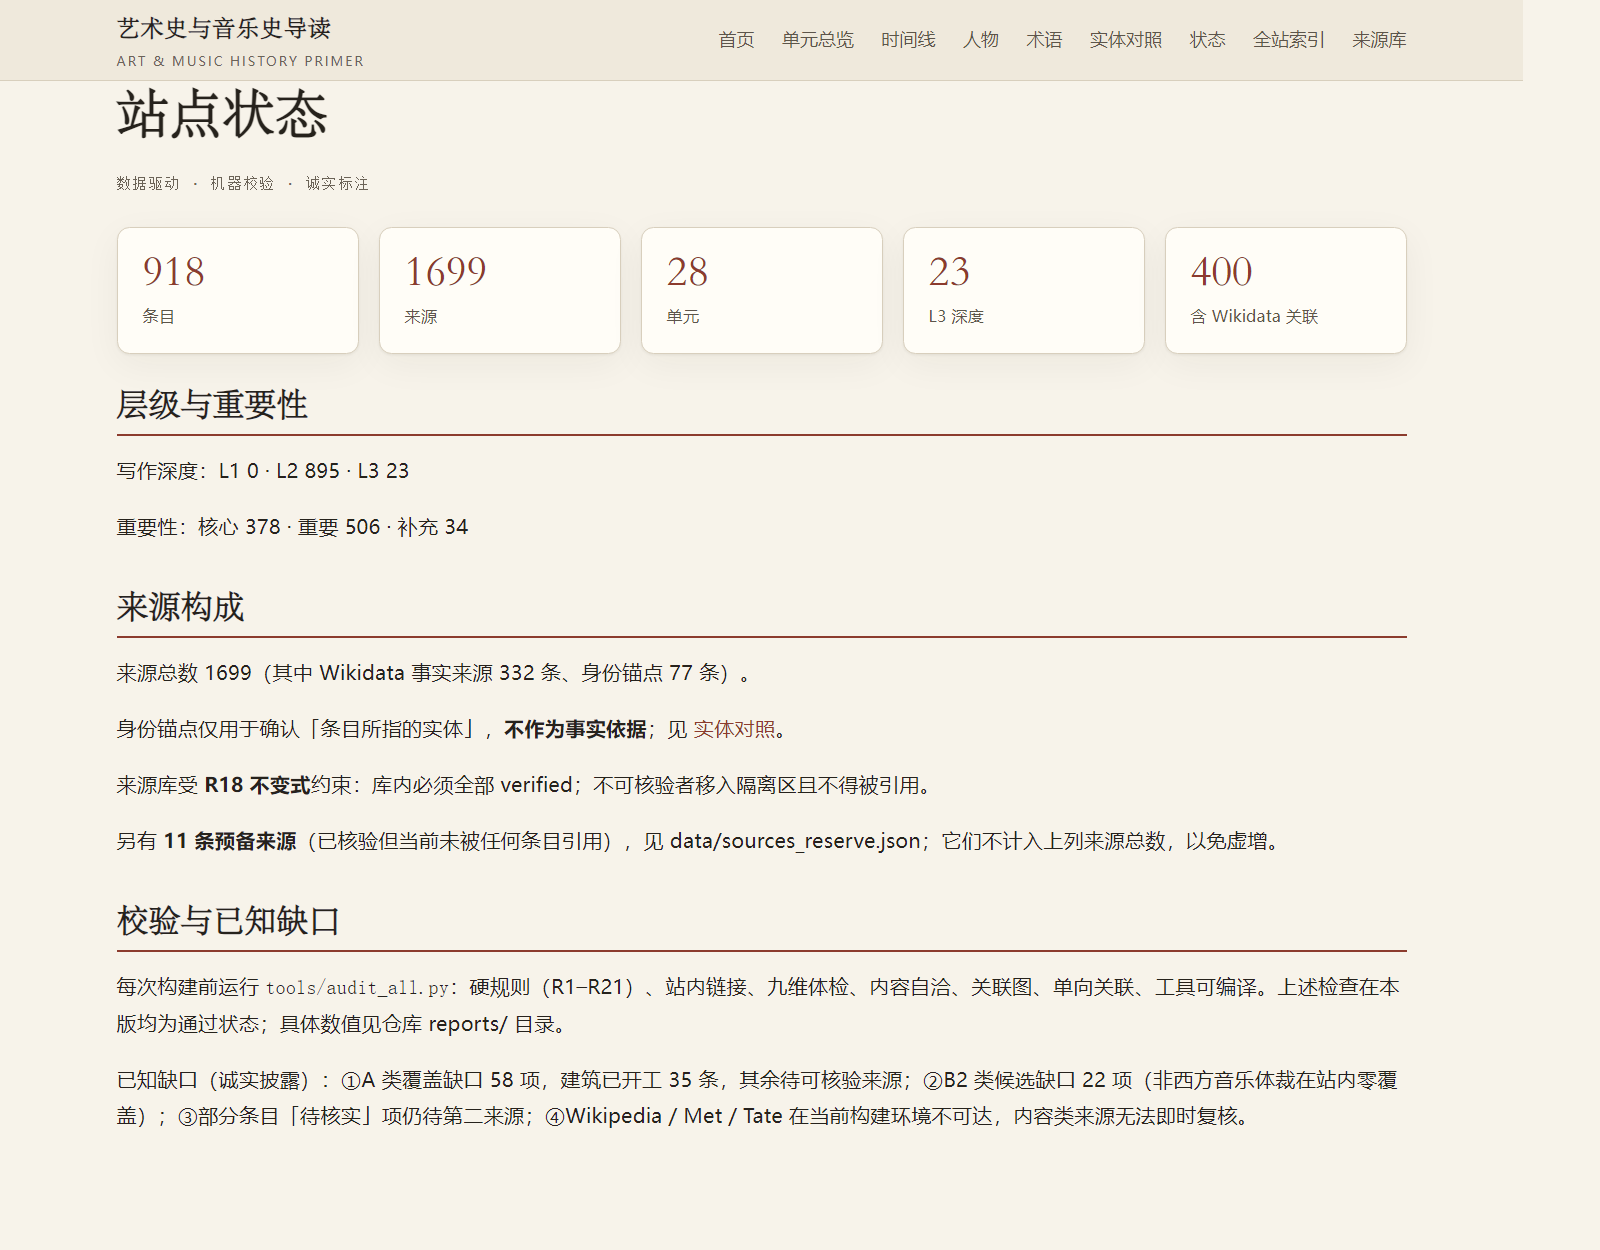 艺术史与音乐史导读
ART & MUSIC HISTORY PRIMER
首页 单元总览 时间线 人物 术语 实体对照 状态 全站索引 来源库
站点状态
数据驱动 · 机器校验 · 诚实标注
918
条目
1699
来源
28
单元
23
L3 深度
400
含 Wikidata 关联
层级与重要性
写作深度：L1 0 · L2 895 · L3 23
重要性：核心 378 · 重要 506 · 补充 34
来源构成
来源总数 1699（其中 Wikidata 事实来源 332 条、身份锚点 77 条）。
身份锚点仅用于确认「条目所指的实体」，不作为事实依据；见 实体对照。
来源库受 R18 不变式约束：库内必须全部 verified；不可核验者移入隔离区且不得被引用。
另有 11 条预备来源（已核验但当前未被任何条目引用），见 data/sources_reserve.json；它们不计入上列来源总数，以免虚增。
校验与已知缺口
每次构建前运行 tools/audit_all.py：硬规则（R1–R21）、站内链接、九维体检、内容自洽、关联图、单向关联、工具可编译。上述检查在本
版均为通过状态；具体数值见仓库 reports/ 目录。
已知缺口（诚实披露）：①A 类覆盖缺口 58 项，建筑已开工 35 条，其余待可核验来源；②B2 类候选缺口 22 项（非西方音乐体裁在站内零覆
盖）；③部分条目「待核实」项仍待第二来源；④Wikipedia / Met / Tate 在当前构建环境不可达，内容类来源无法即时复核。